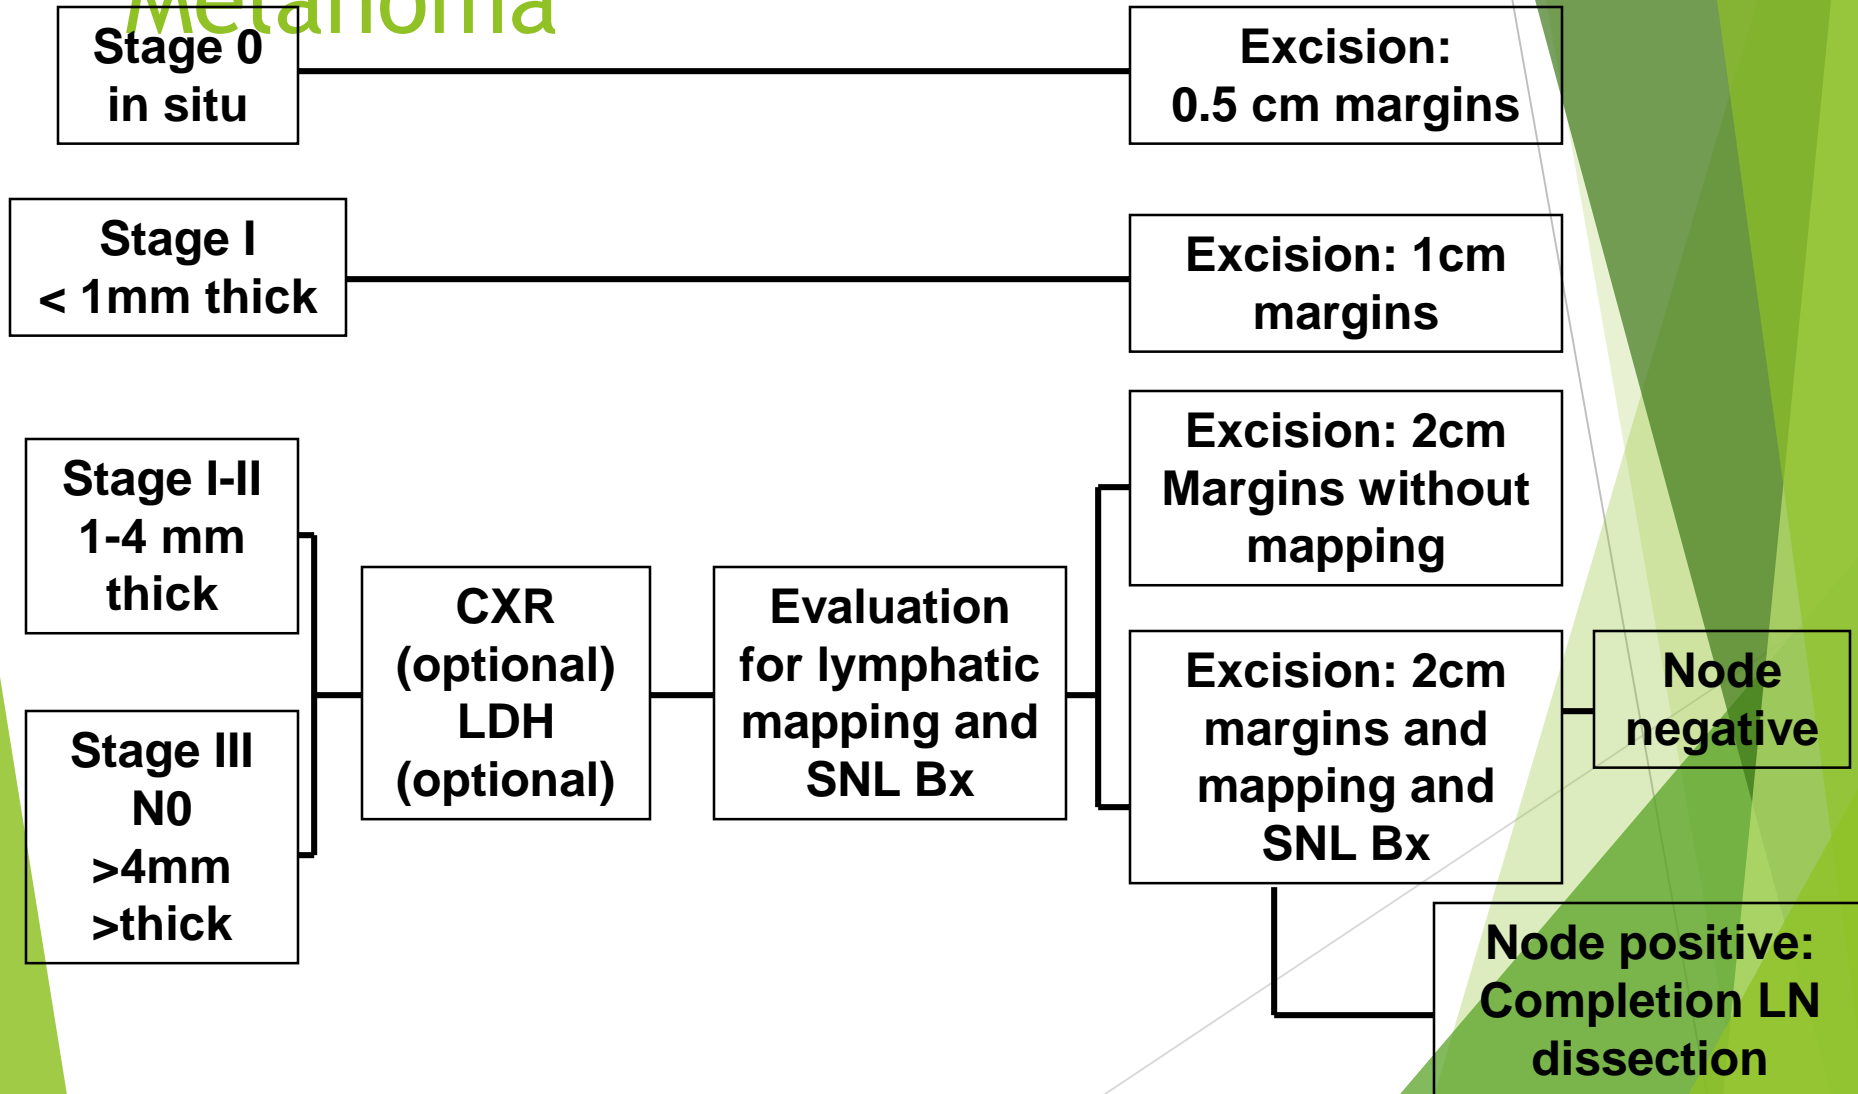 Melanoma
Stage 0
in situ
Excision:
0.5 cm margins
Stage I
< 1mm thick
Excision: 1cm
margins
Stage I-II
1-4 mm
thick
Stage III
N0
>4mm
>thick
CXR
(optional)
LDH
(optional)
Evaluation
for lymphatic
mapping and
SNL Bx
Excision: 2cm
Margins without
mapping
Excision: 2cm
margins and
mapping and
SNL Bx
Node
negative
Node positive:
Completion LN
dissection